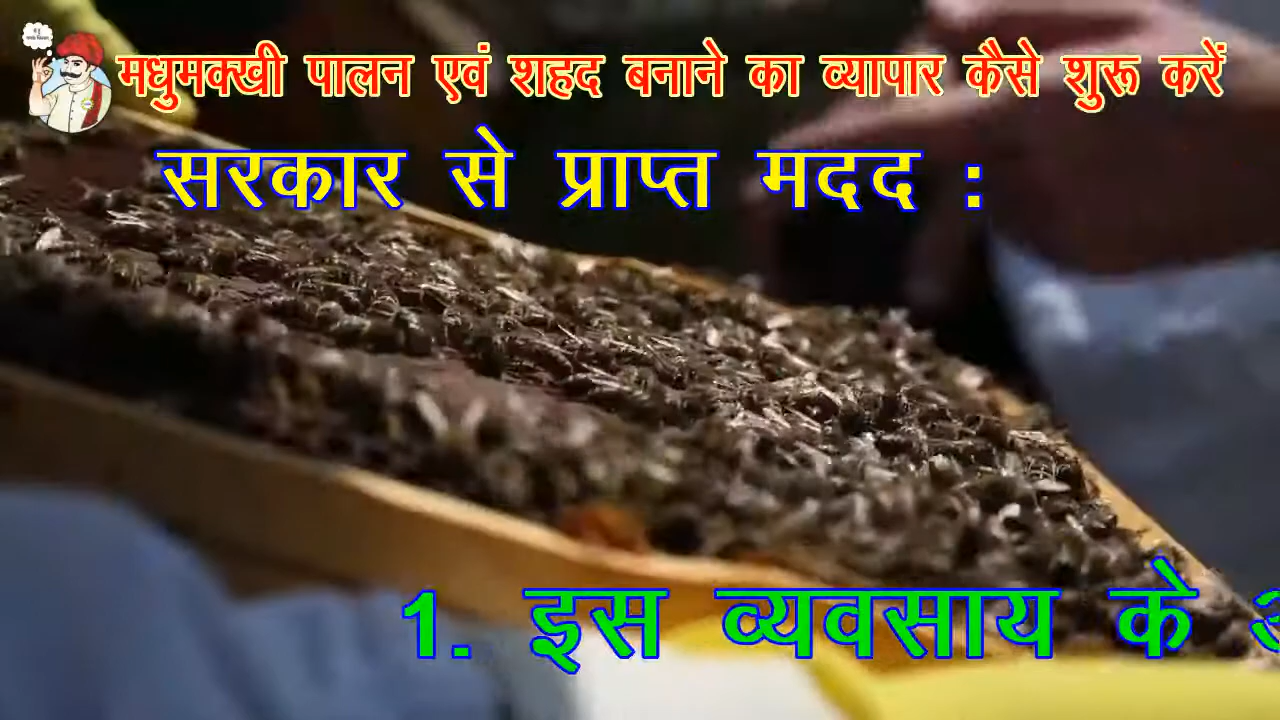 मधुमक्खी पालन एवं शहद बनाने का व्यापार कैसे शुरू करें
सरकार से प्राप्त मदद :
1. इस व्यवसाय के